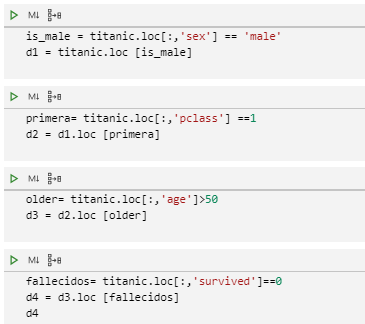 M↓
is_male = titanic.loc[:,'sex'] == 'male'
d1 = titanic.loc [is_male]
M↓
primera= titanic.loc[:,'pclass'] ==1
d2 = d1.loc [primera]
M↓
older= titanic.loc[:,'age']>50
d3 = d2.loc [older]
M↓
fallecidos= titanic.loc[:,'survived']==0
d4 = d3.loc [fallecidos]
d4